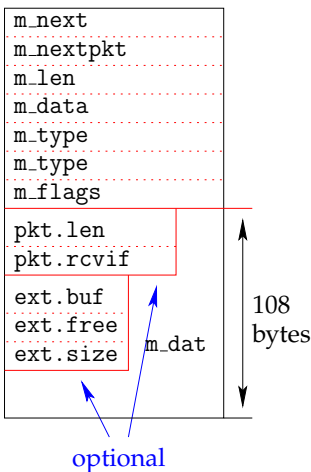 m_next
m_nextpkt
m_len
m_data
m_type
m_type
m_flags
pkt.len
pkt.rcvif
ext.buf
ext.free
ext.size
m_dat
108
bytes
optional